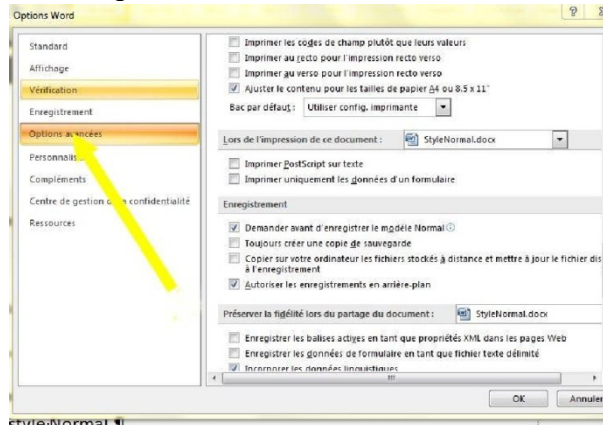 Options Word
Standard
Affichage
Vérification
Enregistrement
Options avancées
Compléments
Centre de gestion de la confidentialité
Ressources
Imprimer les codes de champ plutôt que leurs valeurs
Imprimer au recto pour l'impression recto verso
Imprimer au verso pour l'impression recto verso
Ajuster le contenu pour les tailles de papier A4 ou 8.5 x 11"
Bac par défaut : Utiliser config. imprimante
Lors de l'impression de ce document : StyleNormal.docx
Imprimer PostScript sur texte
Imprimer uniquement les données d'un formulaire
Enregistrement
Demander avant d'enregistrer le modèle Normal
Toujours créer une copie de sauvegarde
Copier sur votre ordinateur les fichiers stockés à distance et mettre à jour le fichier dis
à l'enregistrement
Autoriser les enregistrements en arrière-plan
Préserver la fidélité lors du partage du document : StyleNormal.docx
Enregistrer les balises actives en tant que propriétés XML dans les pages Web
Enregistrer les données de formulaire en tant que fichier texte délimité
Incorporer les données linguistiques
OK Annuler
style·Normal.¶